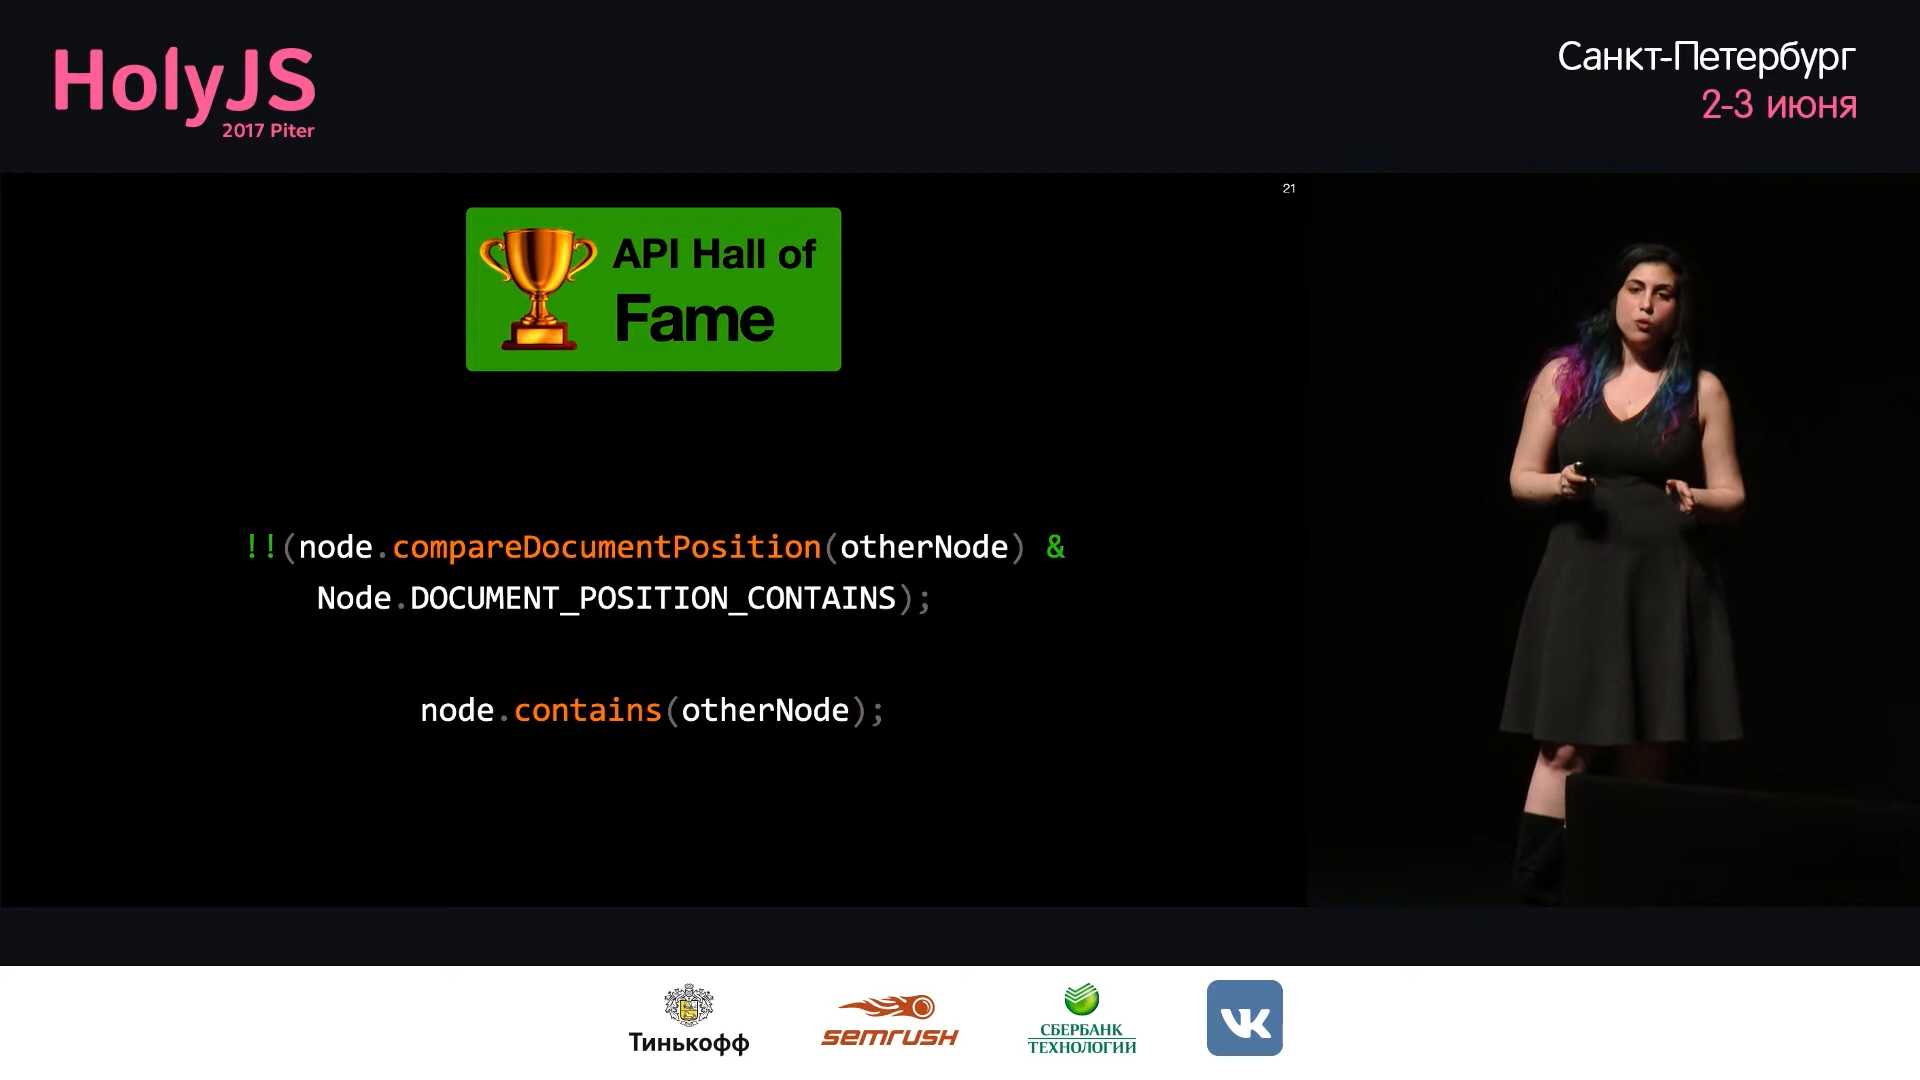 HolyJS
2017 Piter
Санкт-Петербург
2-3 июня
21
API Hall of
Fame
!!(node.compareDocumentPosition(otherNode) &
Node.DOCUMENT_POSITION_CONTAINS);
node.contains(otherNode);
Тинькофф
semrush
СБЕРБАНК
ТЕХНОЛОГИИ
VK